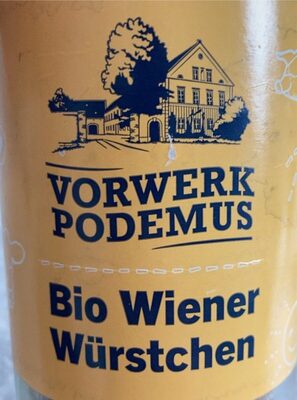 VORWERK
PODEMUS
Bio Wiener
Würstchen